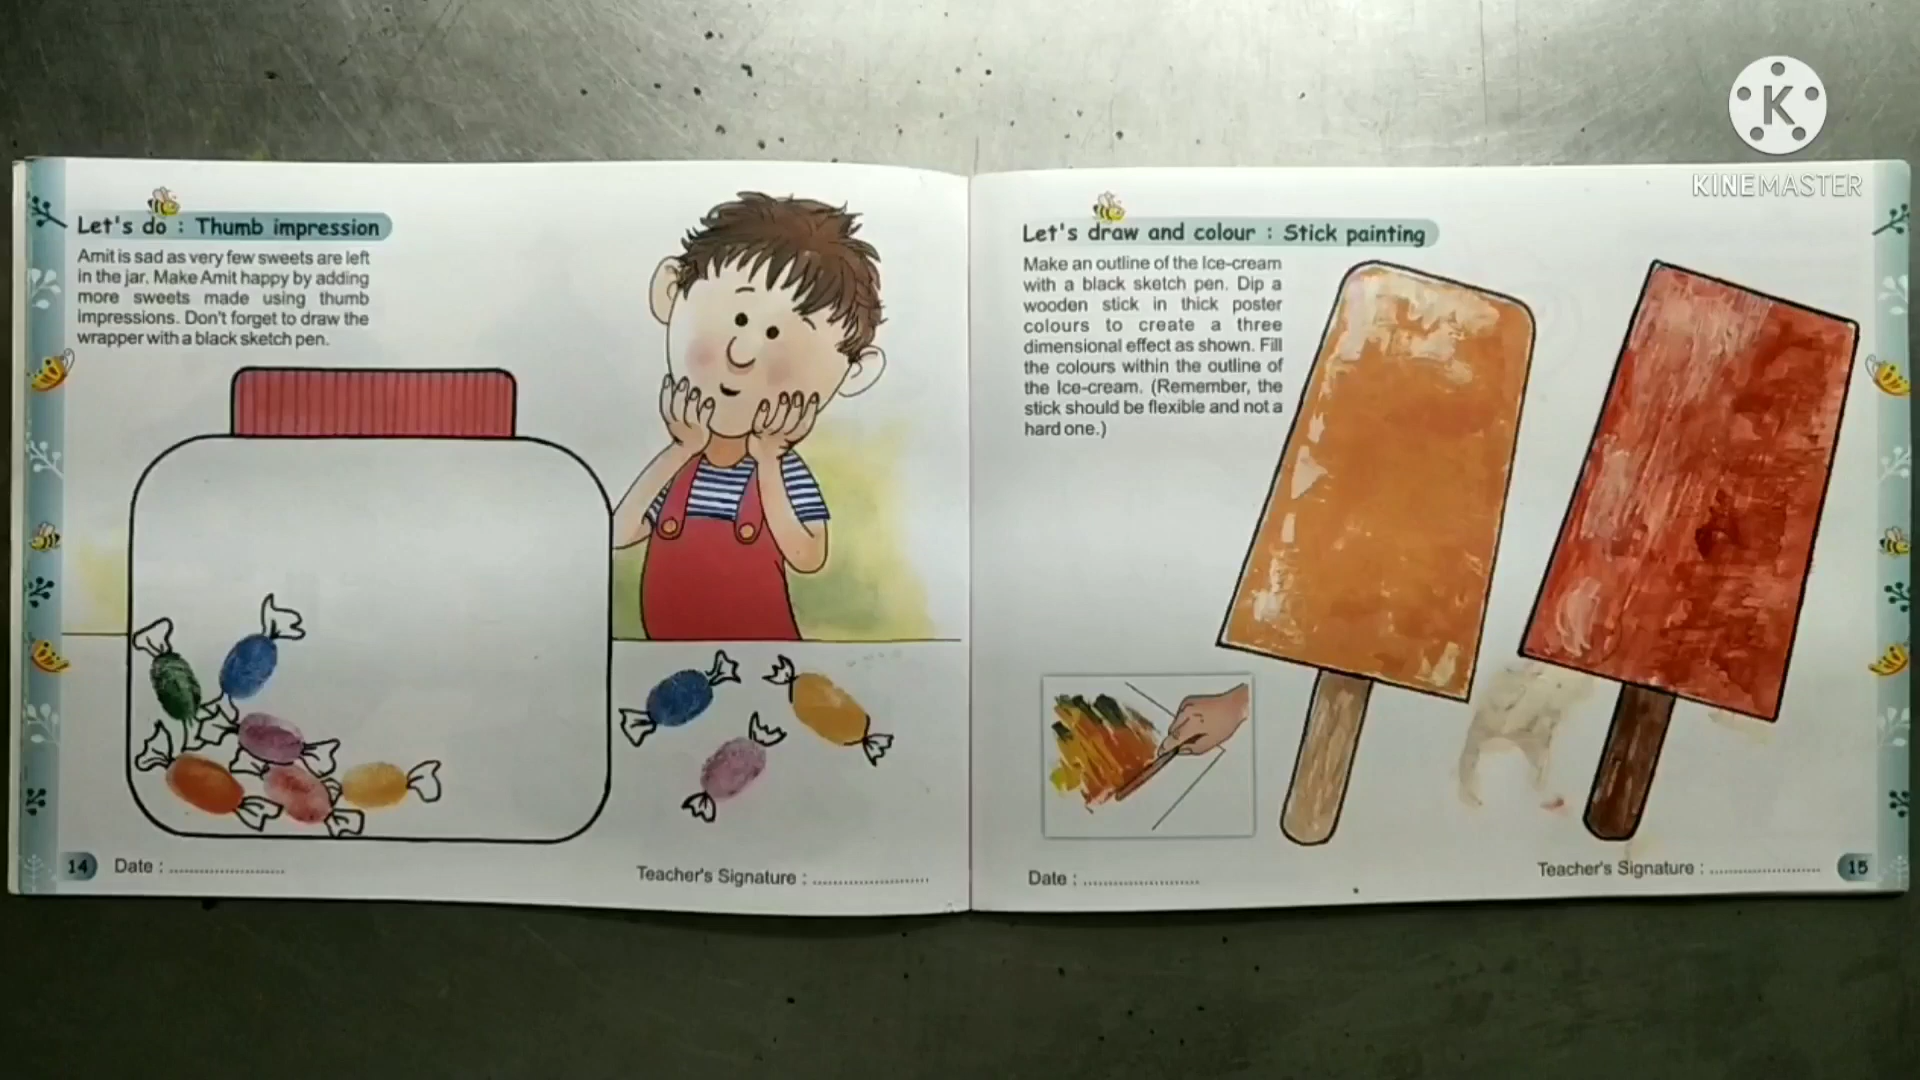 K
KINEMASTER
Let's do : Thumb impression
Amit is sad as very few sweets are left
in the jar. Make Amit happy by adding
more sweets made using thumb
impressions. Don't forget to draw the
wrapper with a black sketch pen.
14
Date : ........................
Teacher's Signature : ........................
Let's draw and colour : Stick painting
Make an outline of the Ice-cream
with a black sketch pen. Dip a
wooden stick in thick poster
colours to create a three
dimensional effect as shown. Fill
the colours within the outline of
the Ice-cream. (Remember, the
stick should be flexible and not a
hard one.)
Date : ........................
Teacher's Signature : ........................
15